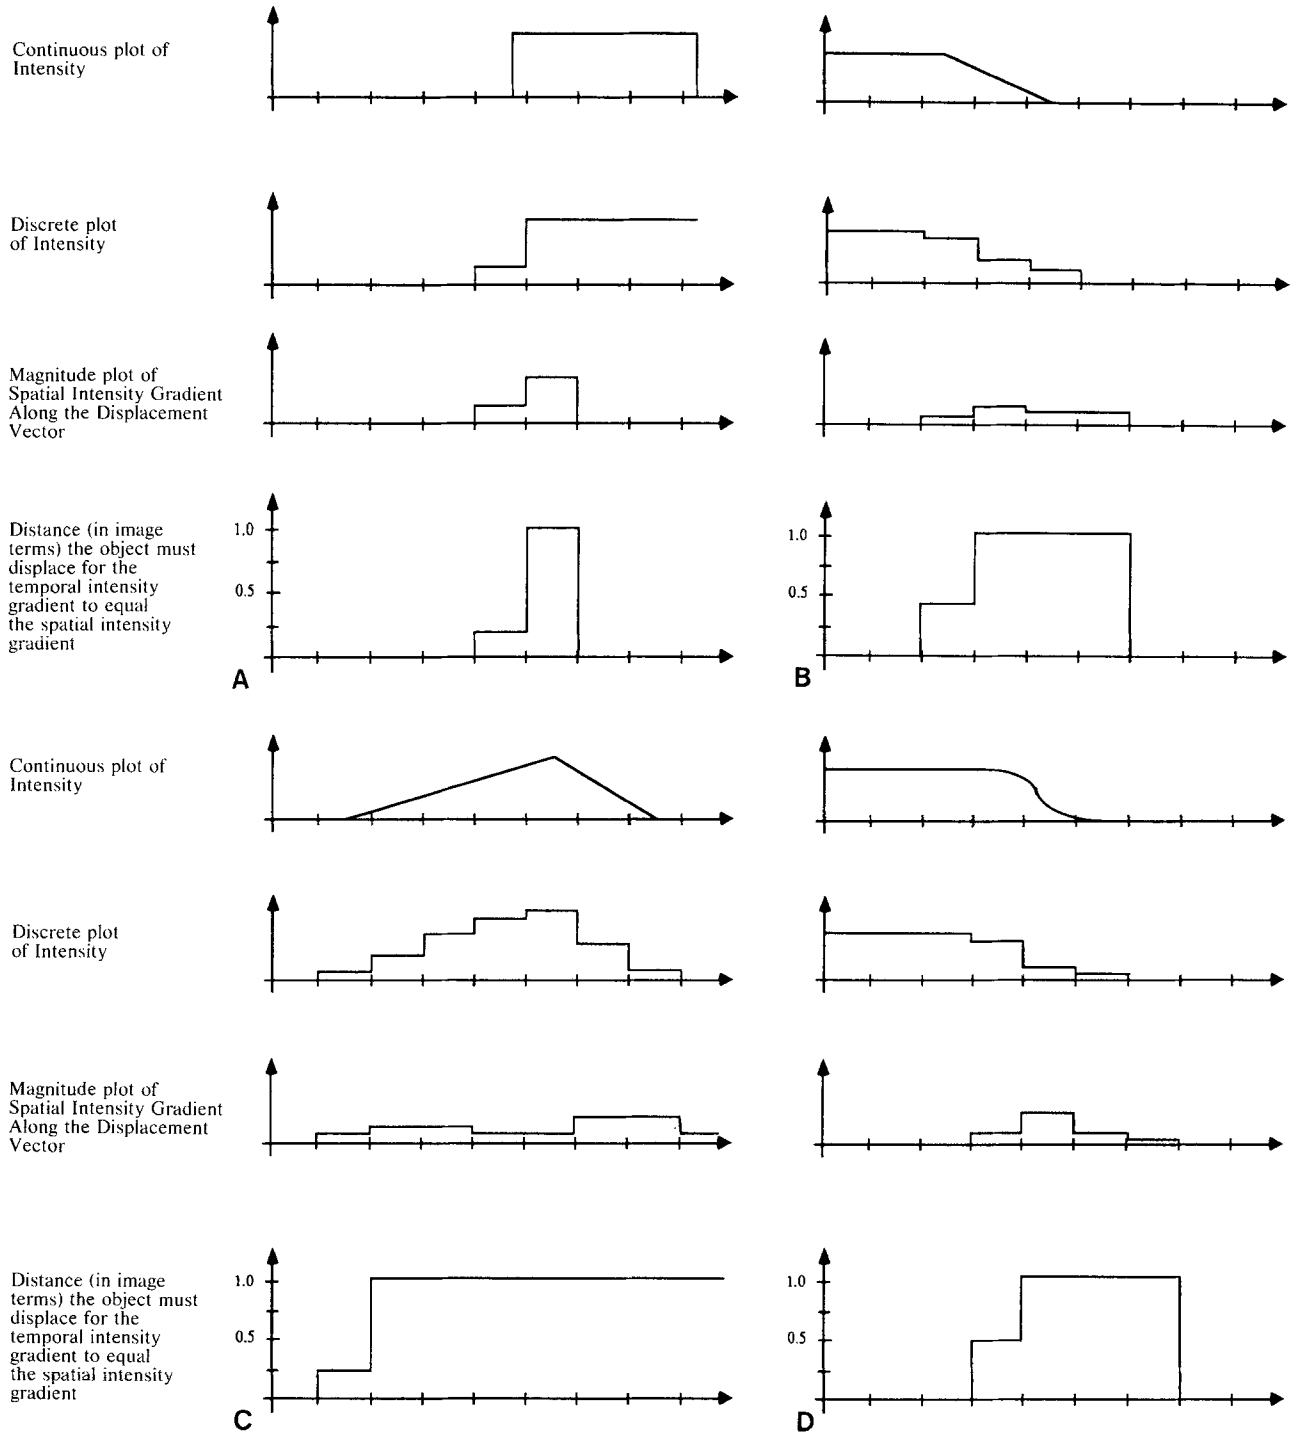 Continuous plot of
Intensity
Discrete plot
of Intensity
Magnitude plot of
Spatial Intensity Gradient
Along the Displacement
Vector
Distance (in image
terms) the object must
displace for the
temporal intensity
gradient to equal
the spatial intensity
gradient
1.0
0.5
A
1.0
0.5
B
Continuous plot of
Intensity
Discrete plot
of Intensity
Magnitude plot of
Spatial Intensity Gradient
Along the Displacement
Vector
Distance (in image
terms) the object must
displace for the
temporal intensity
gradient to equal
the spatial intensity
gradient
1.0
0.5
C
1.0
0.5
D